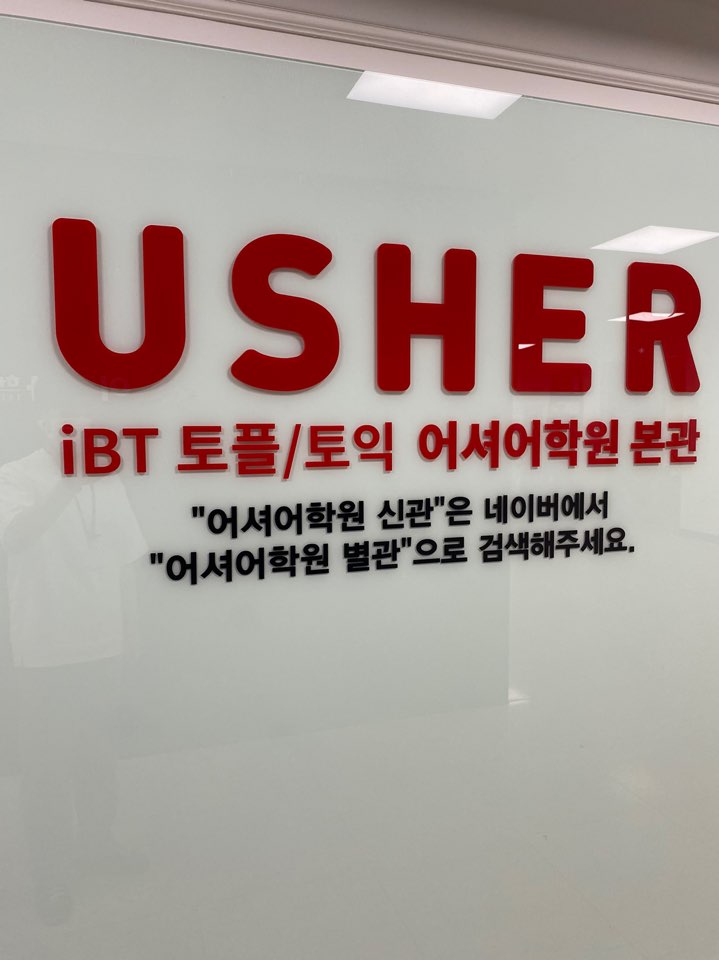 USHER
iBT 토플/토익 어셔어학원 본관
"어셔어학원 신관"은 네이버에서
"어셔어학원 별관"으로 검색해주세요.